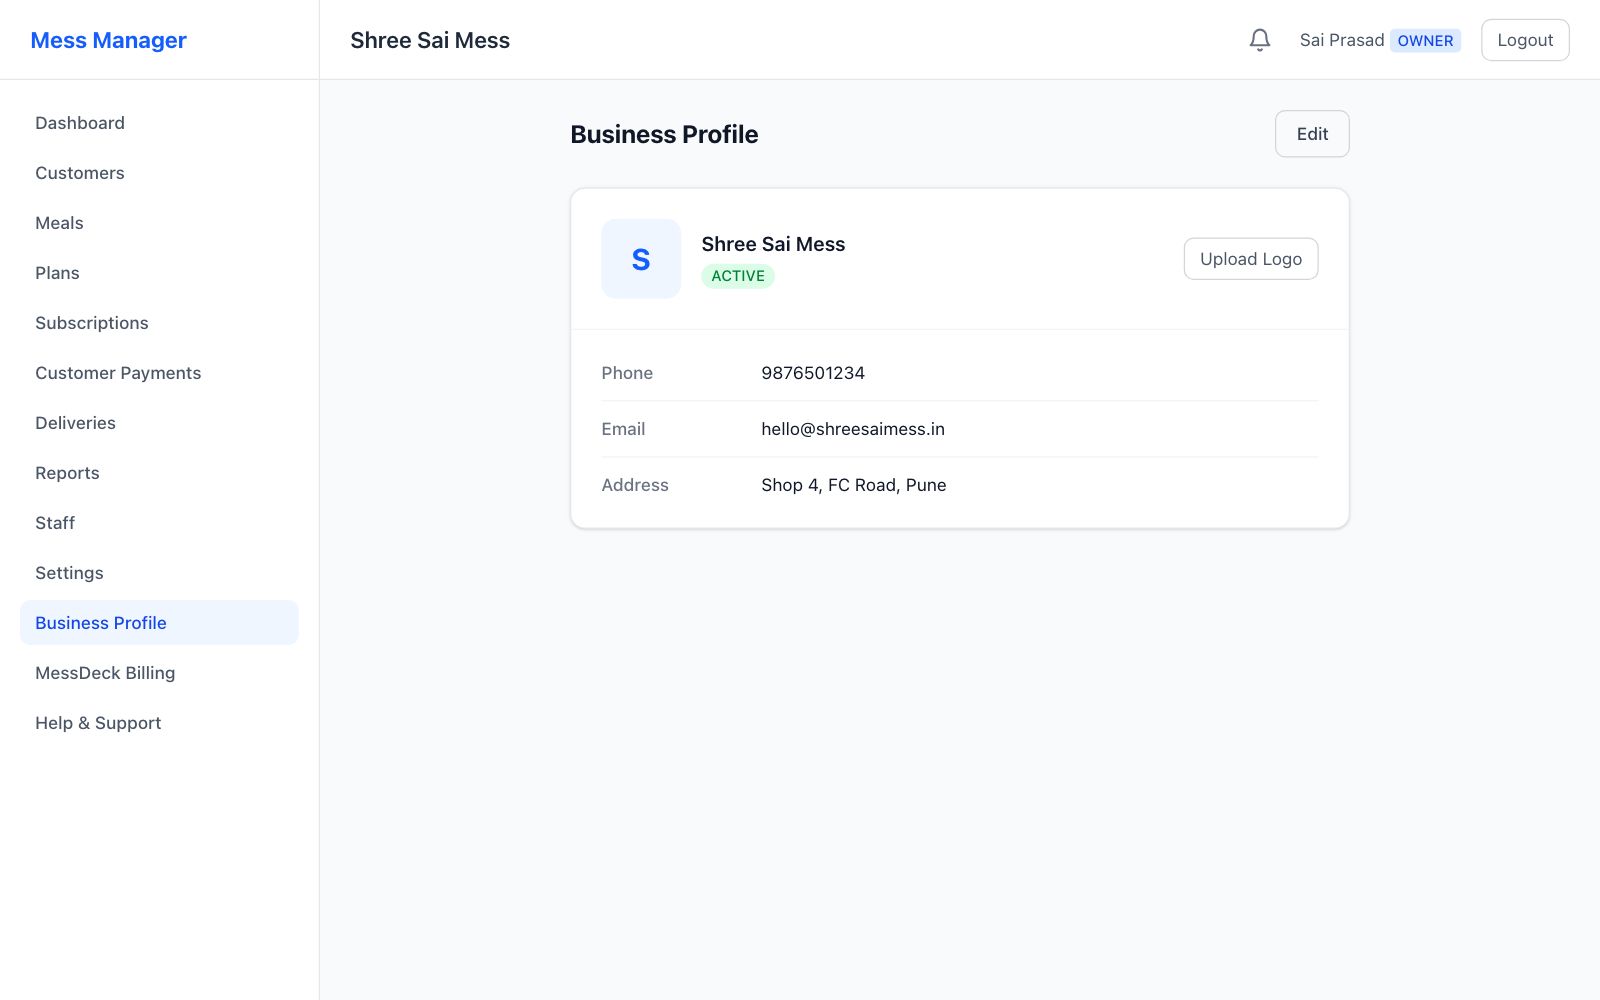 Mess Manager
Shree Sai Mess
Sai Prasad OWNER
Logout
Dashboard
Customers
Meals
Plans
Subscriptions
Customer Payments
Deliveries
Reports
Staff
Settings
Business Profile
MessDeck Billing
Help & Support
Business Profile
Edit
S
Shree Sai Mess
ACTIVE
Upload Logo
Phone 9876501234
Email hello@shreesaimess.in
Address Shop 4, FC Road, Pune